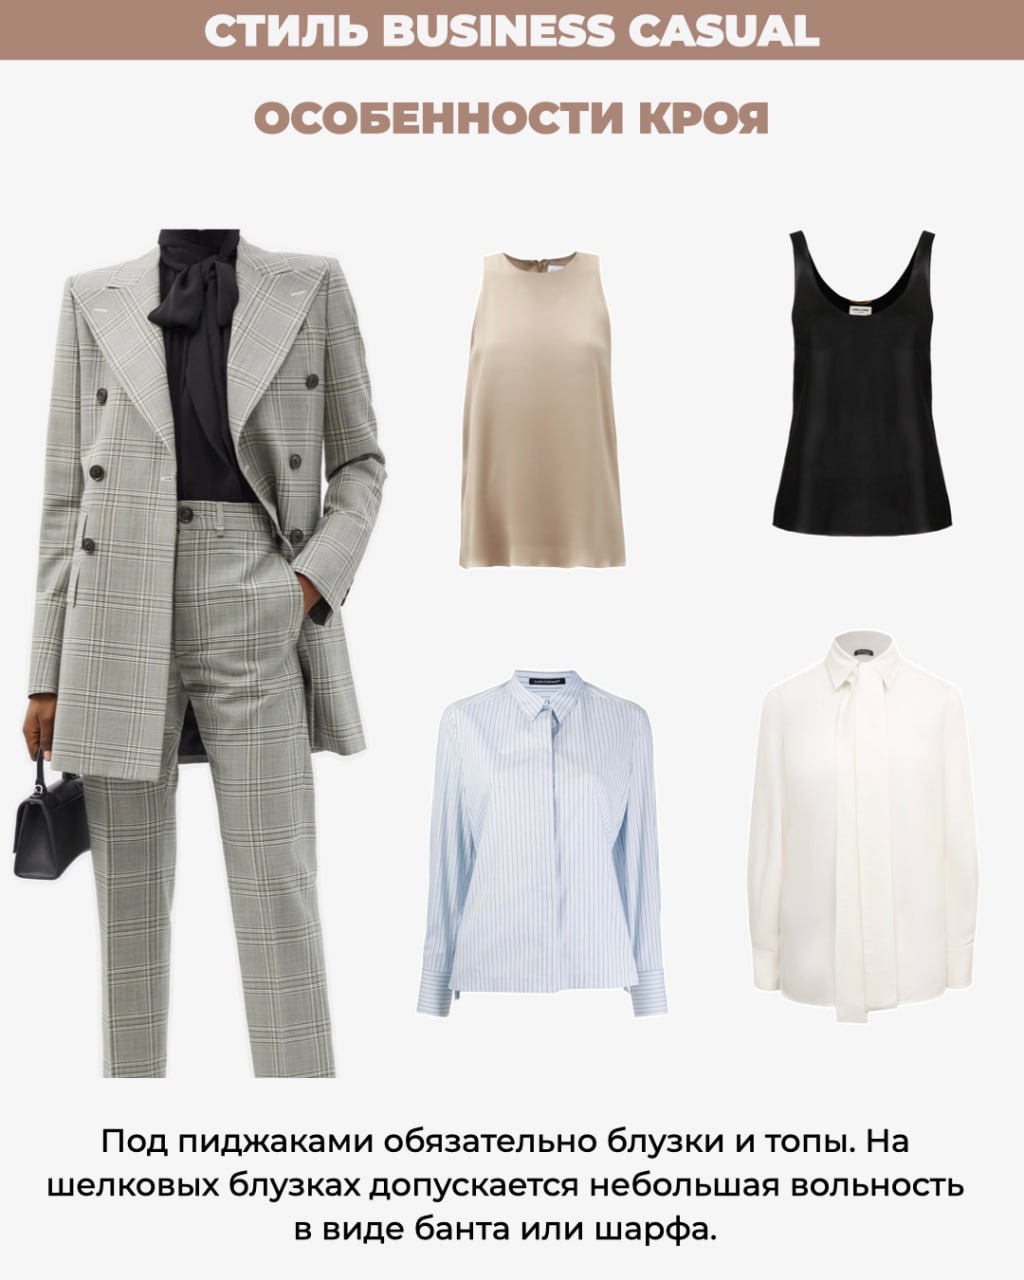 СТИЛЬ BUSINESS CASUAL
ОСОБЕННОСТИ КРОЯ
Под пиджаками обязательно блузки и топы. На
шелковых блузках допускается небольшая вольность
в виде банта или шарфа.